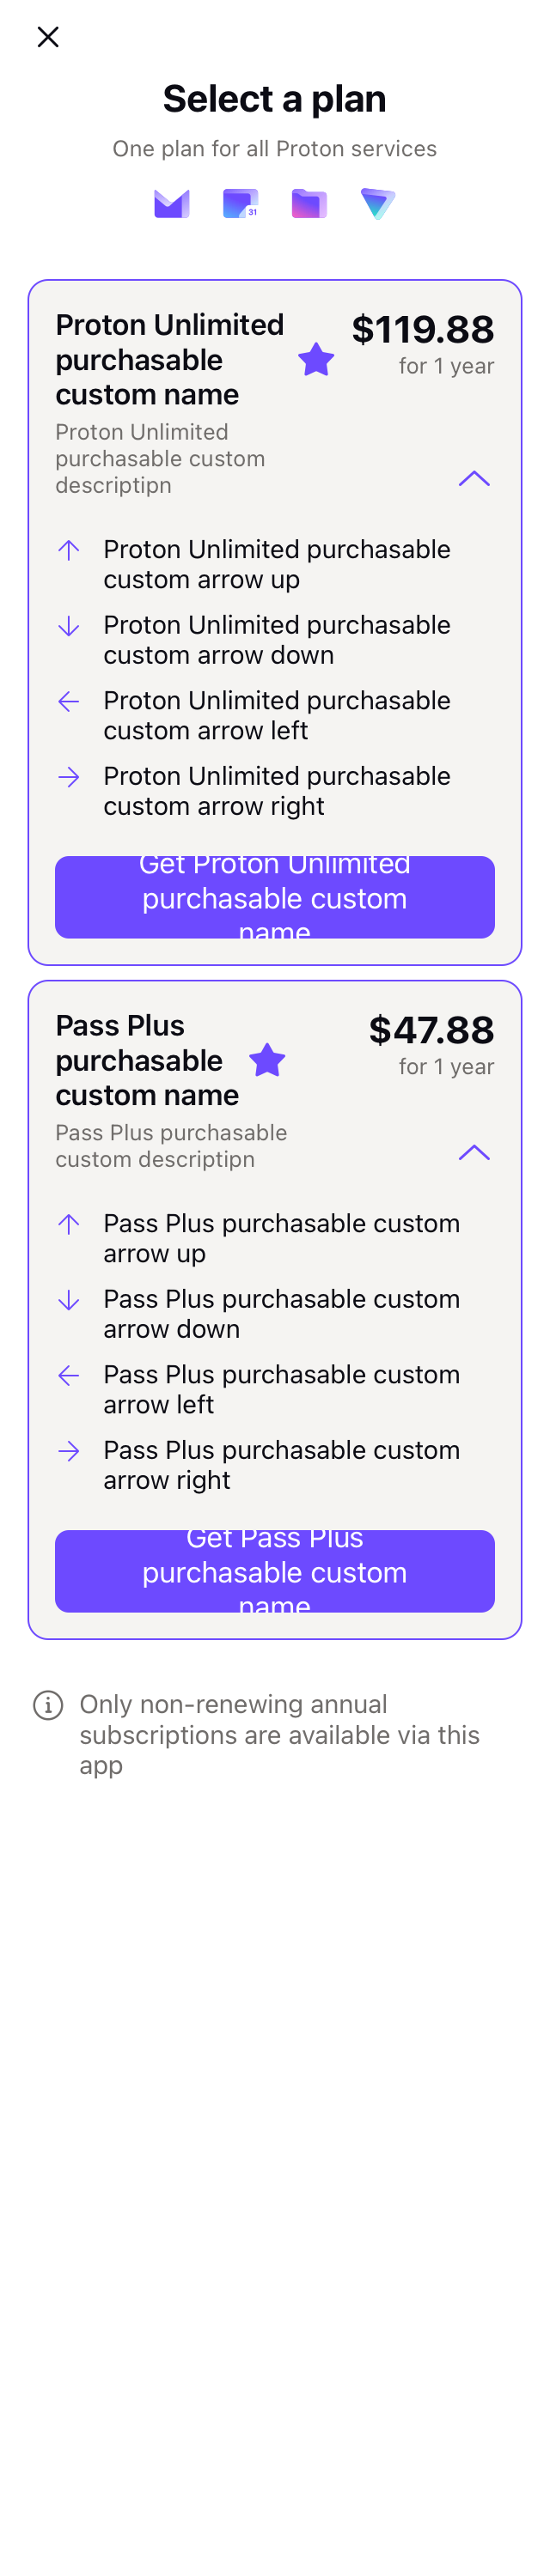 Select a plan
One plan for all Proton services
31
Proton Unlimited
purchasable
custom name
$119.88
for 1 year
Proton Unlimited
purchasable custom
descriptipn
Proton Unlimited purchasable
custom arrow up
Proton Unlimited purchasable
custom arrow down
Proton Unlimited purchasable
custom arrow left
Proton Unlimited purchasable
custom arrow right
Get Proton Unlimited
purchasable custom
name
Pass Plus
purchasable
custom name
$47.88
for 1 year
Pass Plus purchasable
custom descriptipn
Pass Plus purchasable custom
arrow up
Pass Plus purchasable custom
arrow down
Pass Plus purchasable custom
arrow left
Pass Plus purchasable custom
arrow right
Get Pass Plus
purchasable custom
name
Only non-renewing annual
subscriptions are available via this
app